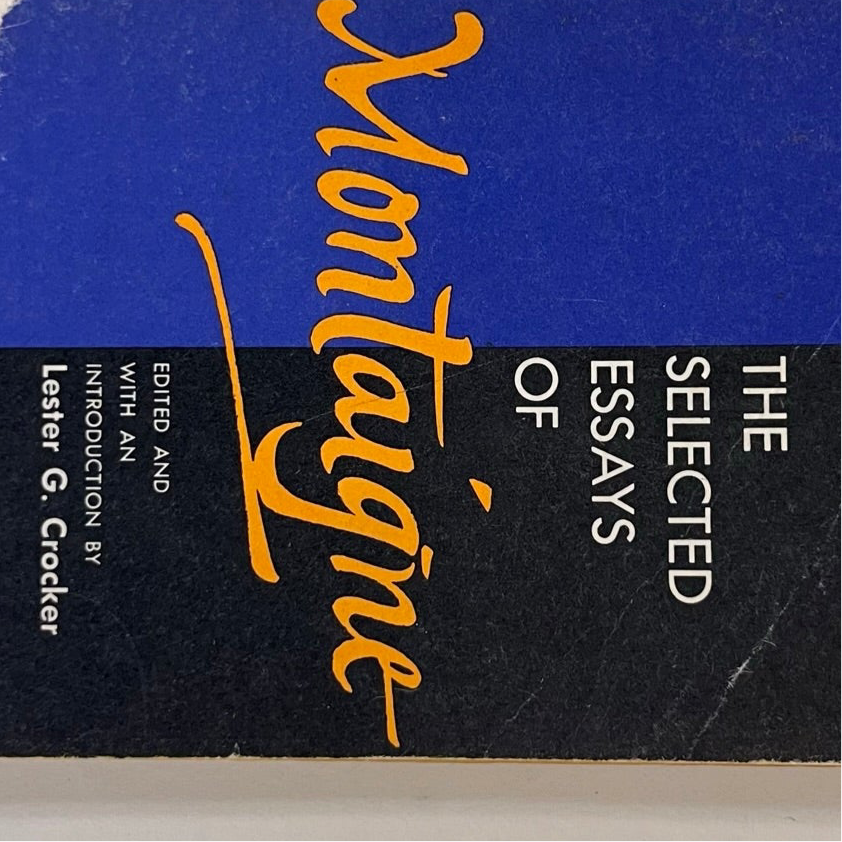 THE
SELECTED
ESSAYS
OF
Montaigne
EDITED AND
WITH AN
INTRODUCTION BY
Lester G. Crocker